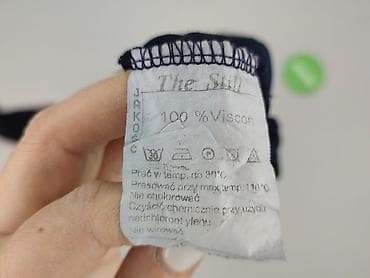 The Still
JAKOŚĆ
100 % Viscon
Prać w temp. do 30°C
Prasować przy max temp. 110°C
Nie chlorować
Czyścić chemicznie przy użyciu
nadchloroetylenu
Nie wirować